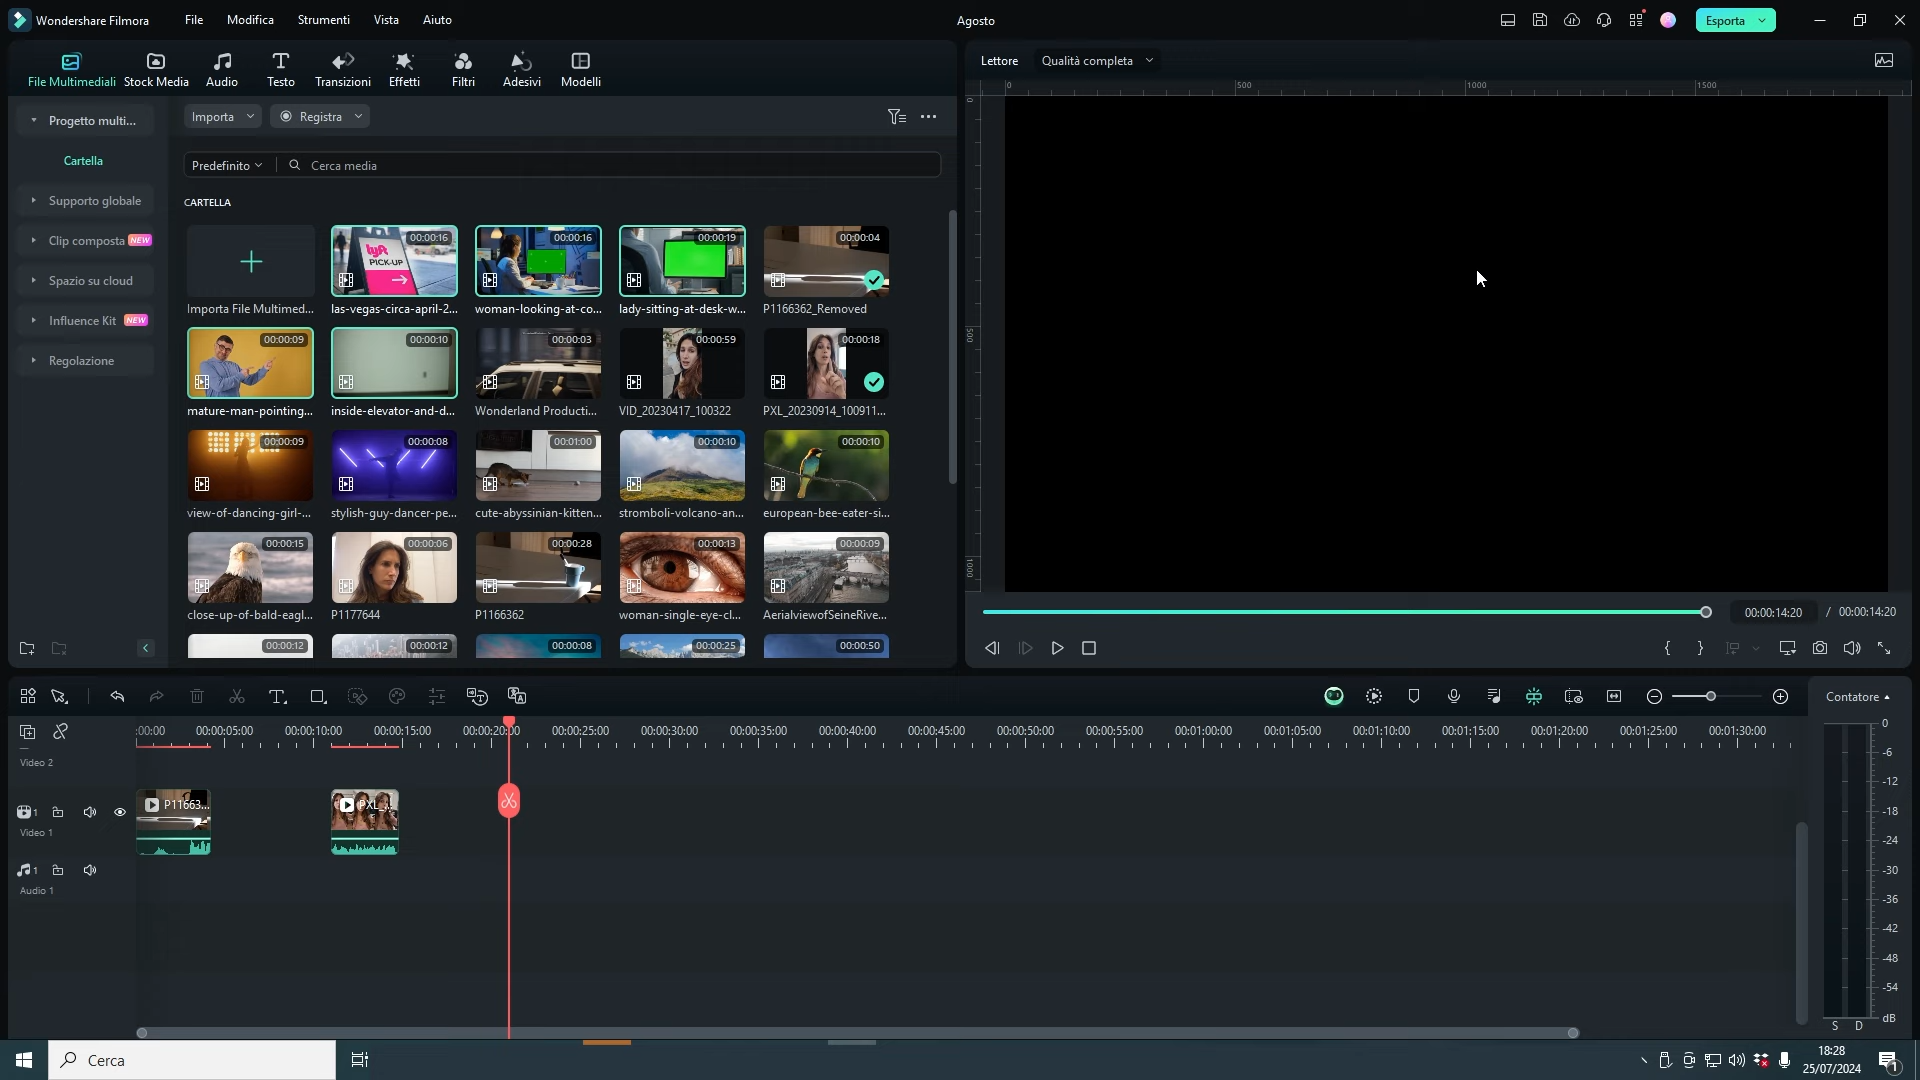 Wondershare Filmora
File
Modifica
Strumenti
Vista
Aiuto
Agosto
Esporta
File Multimediali
Stock Media
Audio
Testo
Transizioni
Effetti
Filtri
Adesivi
Modelli
Lettore
Qualità completa
Progetto multi...
Cartella
Supporto globale
Clip composta NEW
Spazio su cloud
Influence Kit NEW
Regolazione
Importa
Registra
Predefinito
Cerca media
CARTELLA
lyft
PICK-UP
00:00:16
00:00:16
00:00:19
00:00:04
Importa File Multimed...
las-vegas-circa-april-2...
woman-looking-at-co...
lady-sitting-at-desk-w...
P1166362_Removed
00:00:09
00:00:10
00:00:03
00:00:59
00:00:18
mature-man-pointing...
inside-elevator-and-d...
Wonderland Producti...
VID_20230417_100322
PXL_20230914_100911...
00:00:09
00:00:08
00:01:00
00:00:10
00:00:10
view-of-dancing-girl-...
stylish-guy-dancer-pe...
cute-abyssinian-kitten...
stromboli-volcano-an...
european-bee-eater-si...
00:00:15
00:00:06
00:00:28
00:00:13
00:00:09
close-up-of-bald-eagl...
P1177644
P1166362
woman-single-eye-cl...
AerialviewofSeineRive...
00:00:12
00:00:12
00:00:08
00:00:25
00:00:50
0
500
1000
1500
0
500
1000
00:00:14:20 / 00:00:14:20
Contatore
:00:00
00:00:05:00
00:00:10:00
00:00:15:00
00:00:20:00
00:00:25:00
00:00:30:00
00:00:35:00
00:00:40:00
00:00:45:00
00:00:50:00
00:00:55:00
00:01:00:00
00:01:05:00
00:01:10:00
00:01:15:00
00:01:20:00
00:01:25:00
00:01:30:00
Video 2
1
Video 1
P11663...
PXL_...
1
Audio 1
0
-6
-12
-18
-24
-30
-36
-42
-48
-54
dB
S
D
Cerca
18:28
25/07/2024
1